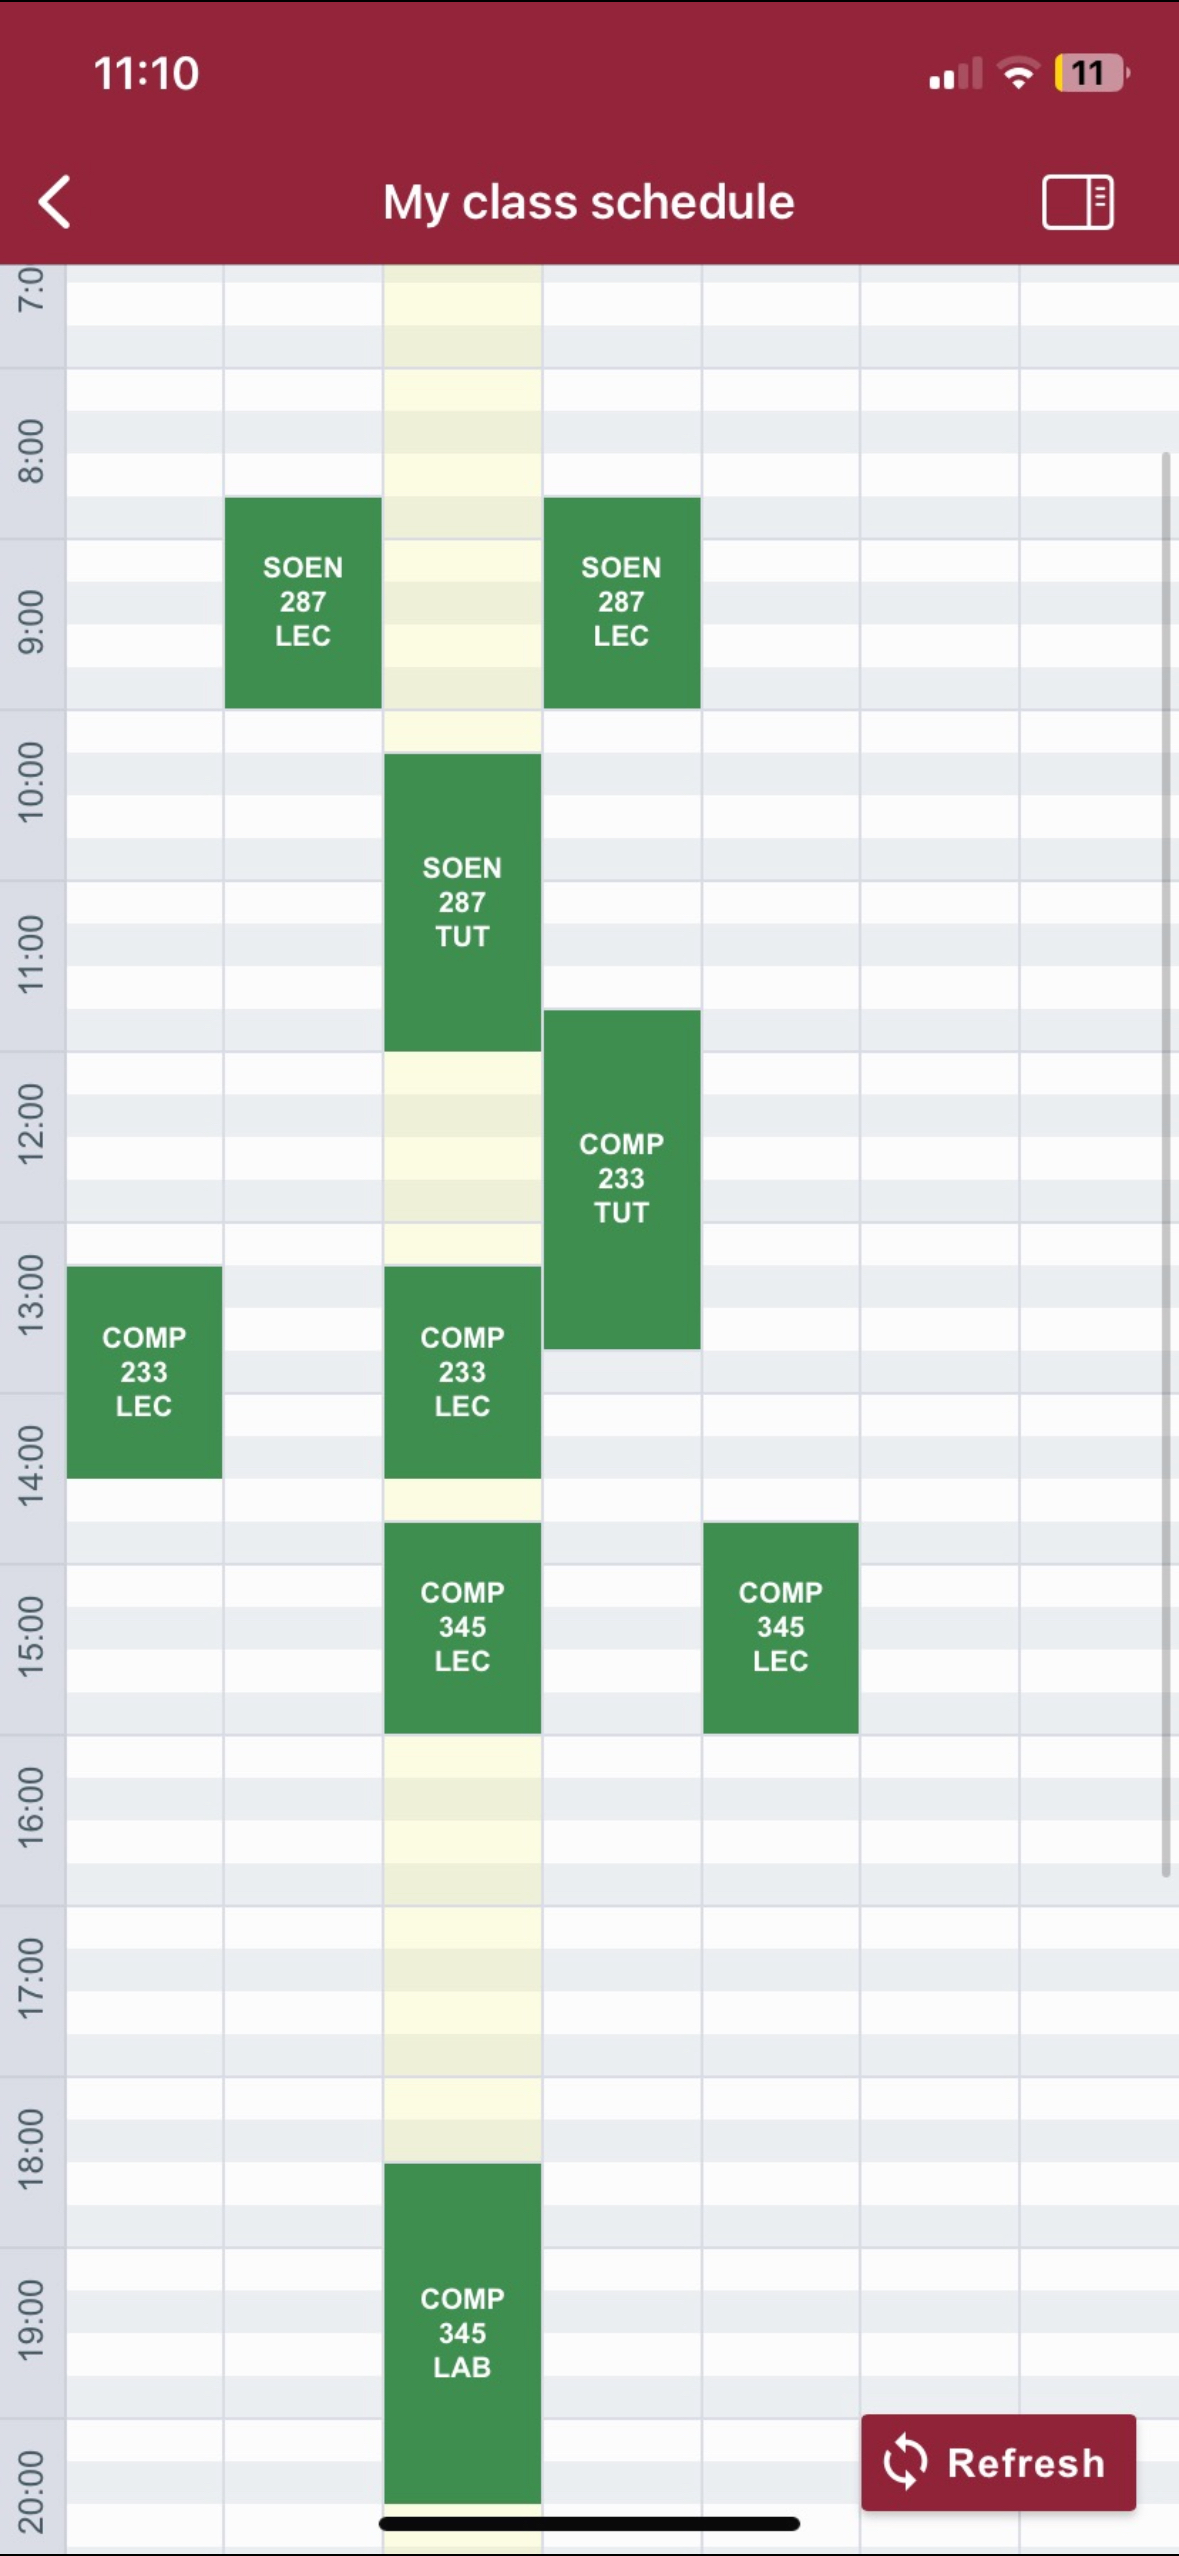 11:10
11
My class schedule
7:0
8:00
SOEN
287
LEC
SOEN
287
LEC
9:00
10:00
SOEN
287
TUT
11:00
COMP
233
TUT
12:00
13:00
COMP
233
LEC
COMP
233
LEC
14:00
COMP
345
LEC
COMP
345
LEC
15:00
16:00
17:00
18:00
19:00
COMP
345
LAB
20:00
Refresh